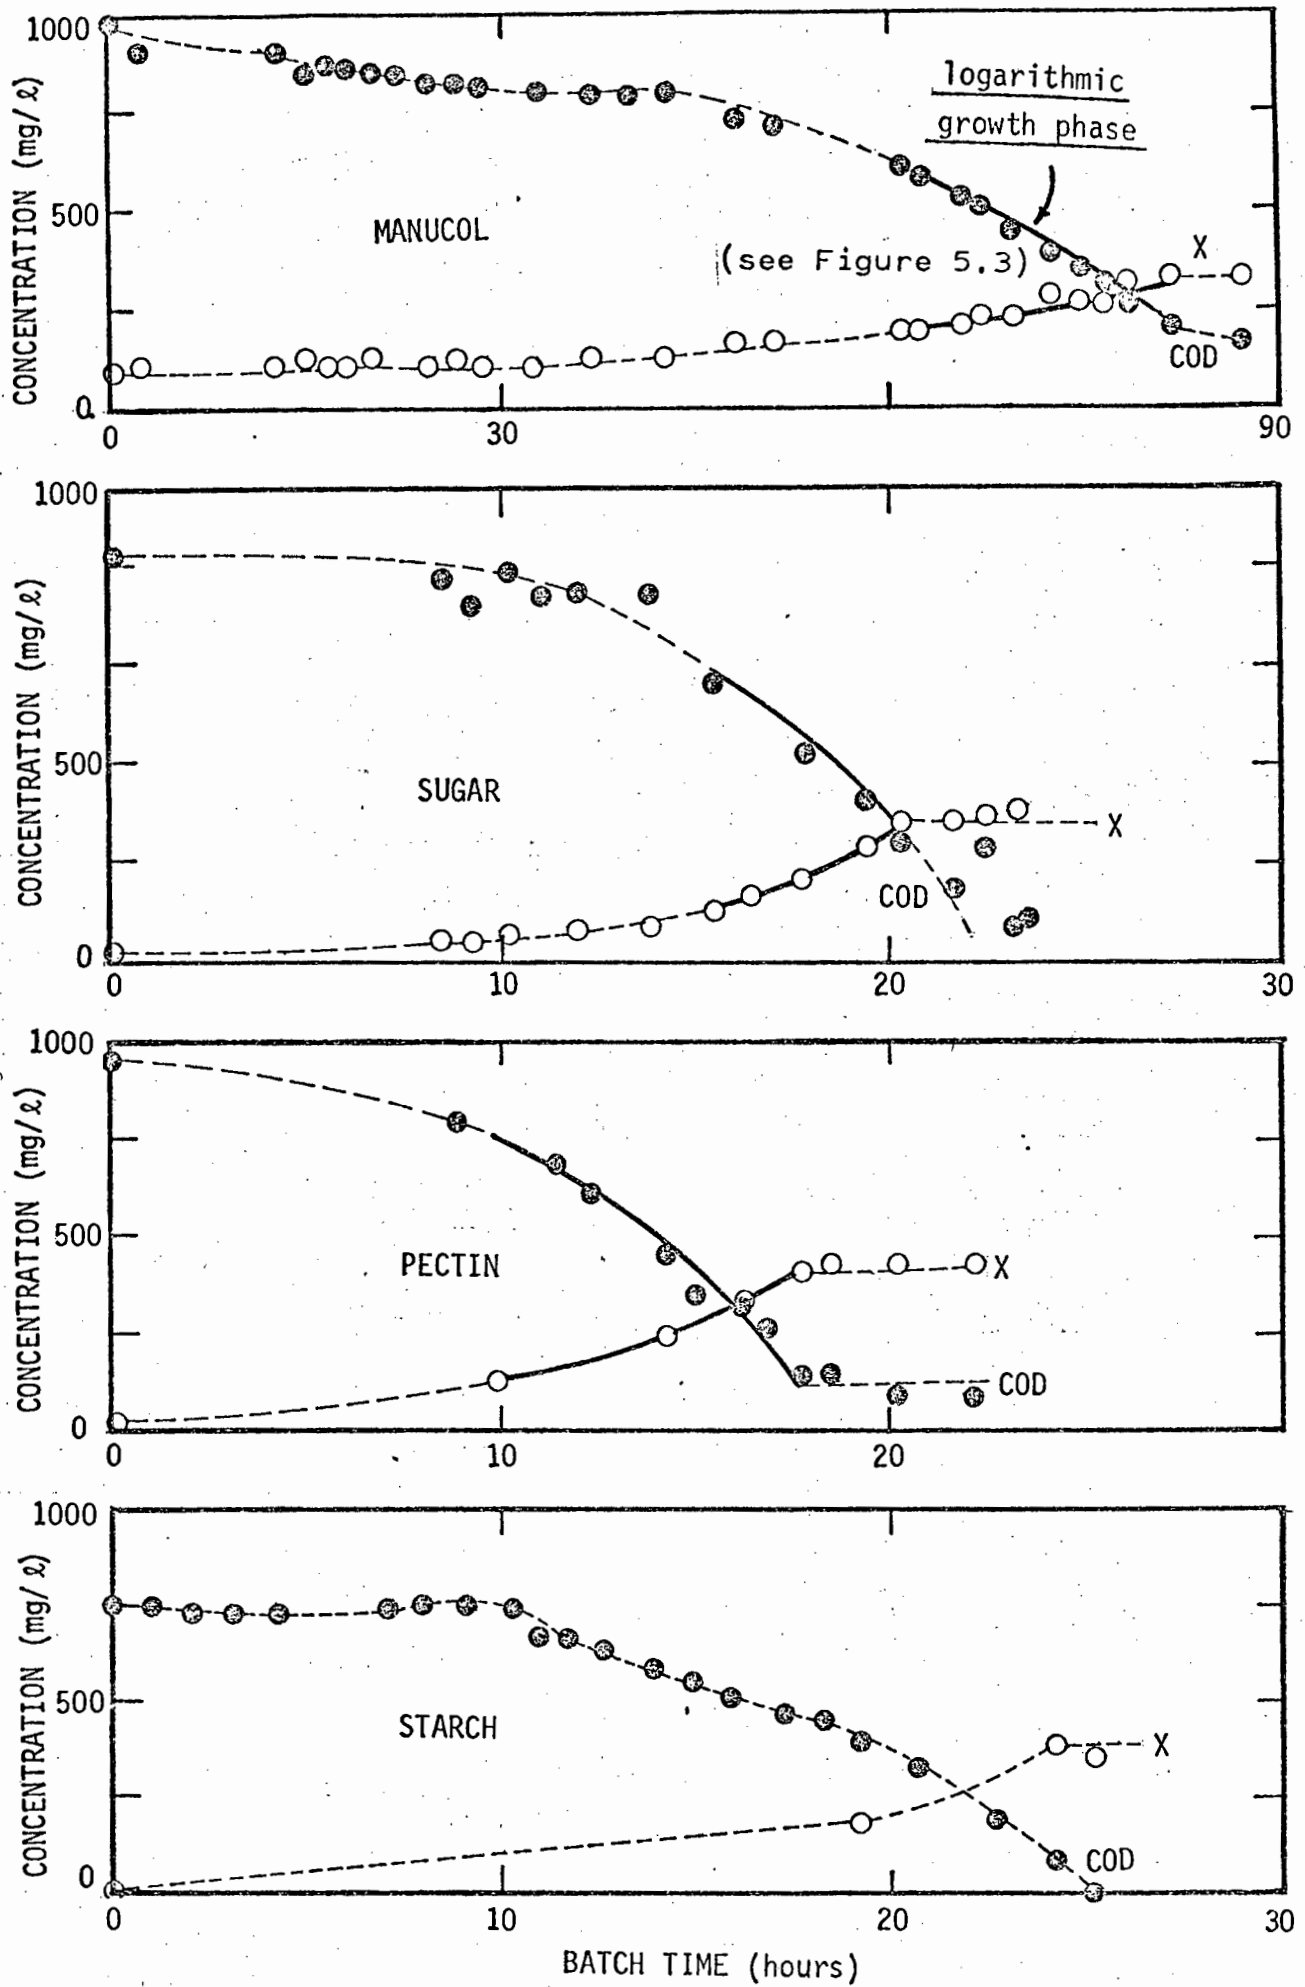 1000
500
0
CONCENTRATION (mg/ℓ)
MANUCOL
logarithmic
growth phase
(see Figure 5.3)
X
COD
0
30
90
1000
500
0
CONCENTRATION (mg/ℓ)
SUGAR
X
COD
0
10
20
30
1000
500
0
CONCENTRATION (mg/ℓ)
PECTIN
X
COD
0
10
20
1000
500
0
CONCENTRATION (mg/ℓ)
STARCH
X
COD
0
10
20
30
BATCH TIME (hours)